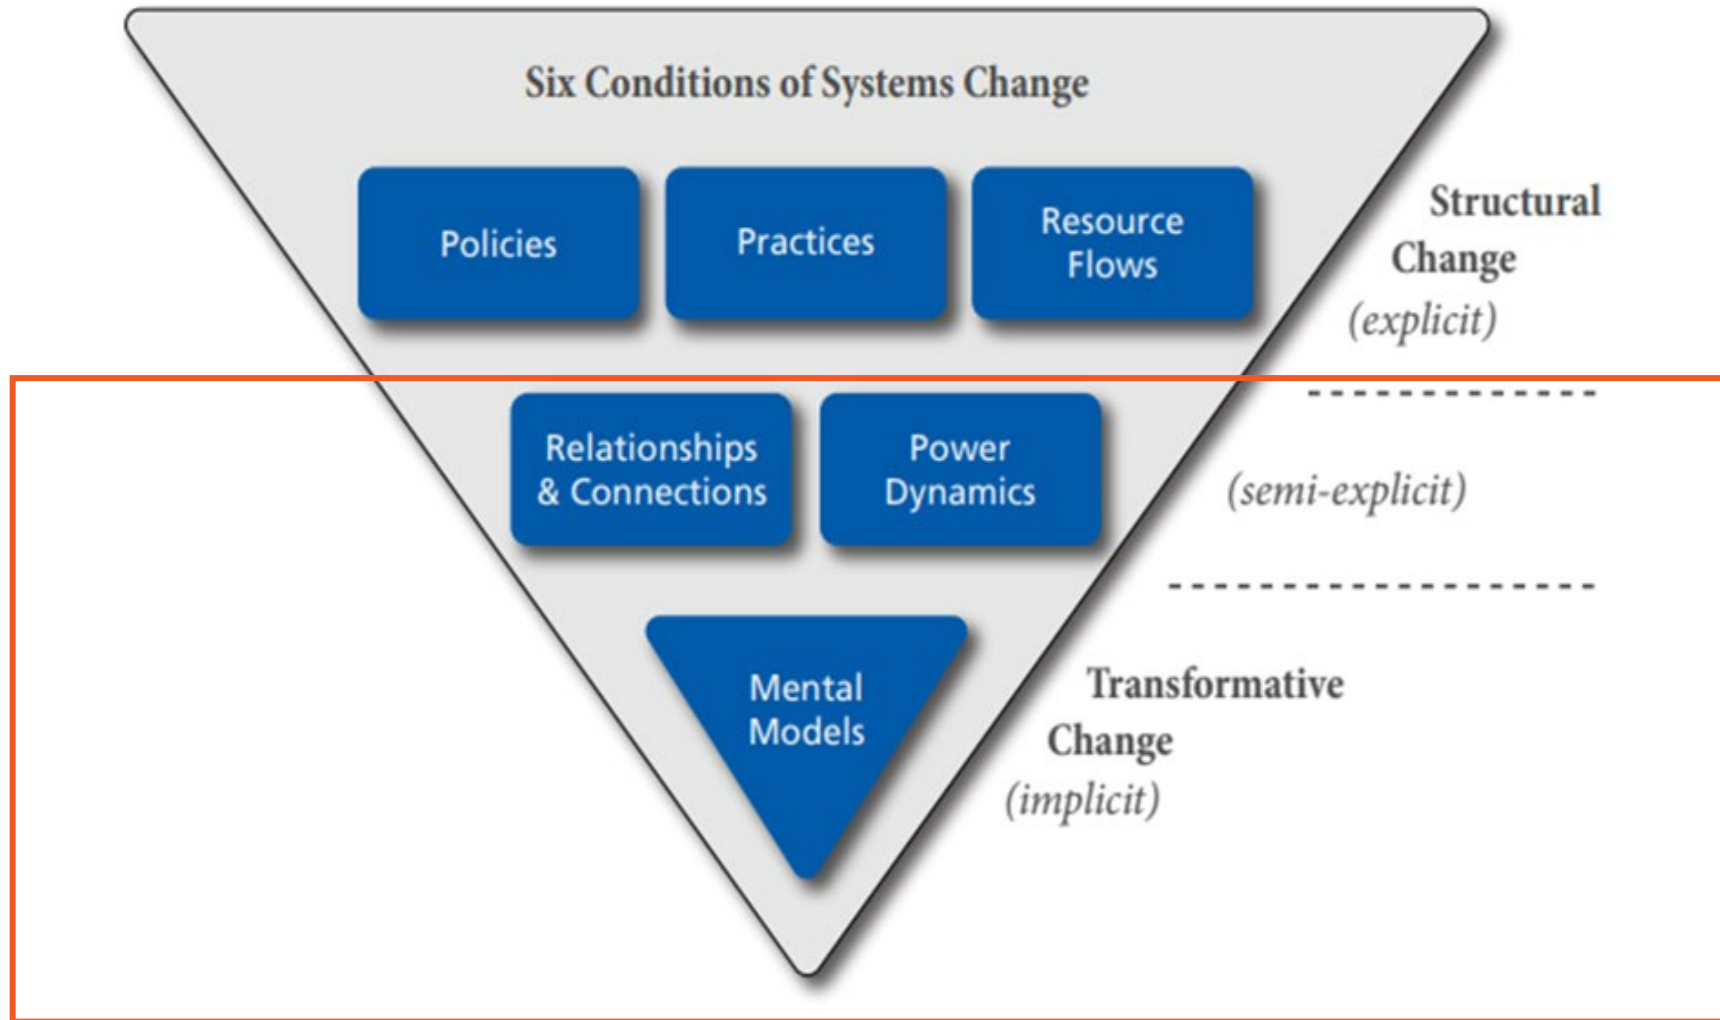 Six Conditions of Systems Change
Policies
Practices
Resource
Flows
Structural
Change
(explicit)
Relationships
& Connections
Power
Dynamics
(semi-explicit)
Mental
Models
Transformative
Change
(implicit)